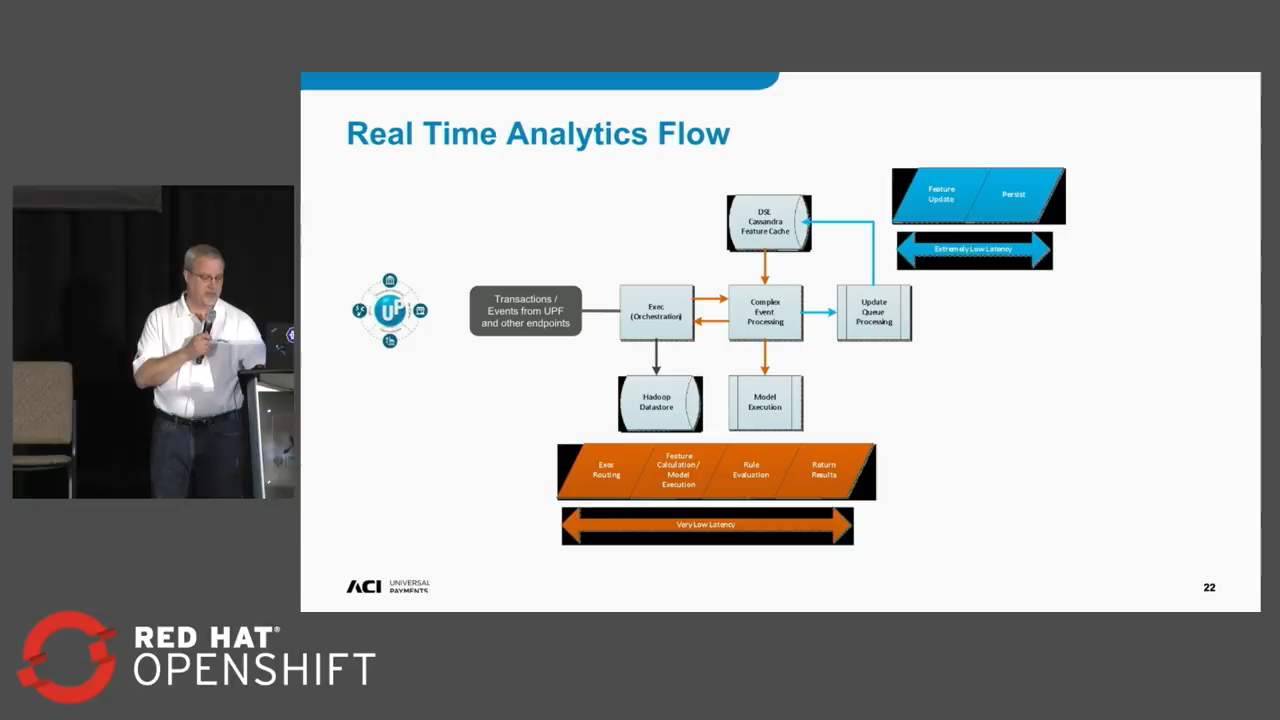 Real Time Analytics Flow
Feature
Update
Persist
Extremely Low Latency
DSE
Cassandra
Feature Cache
UP
Transactions /
Events from UPF
and other endpoints
Exec
(Orchestration)
Complex
Event
Processing
Update
Queue
Processing
Hadoop
Datastore
Model
Execution
Exec
Routing
Feature
Calculation/
Model
Execution
Rule
Evaluation
Return
Results
Very Low Latency
ACI UNIVERSAL
PAYMENTS
22
RED HAT®
OPENSHIFT